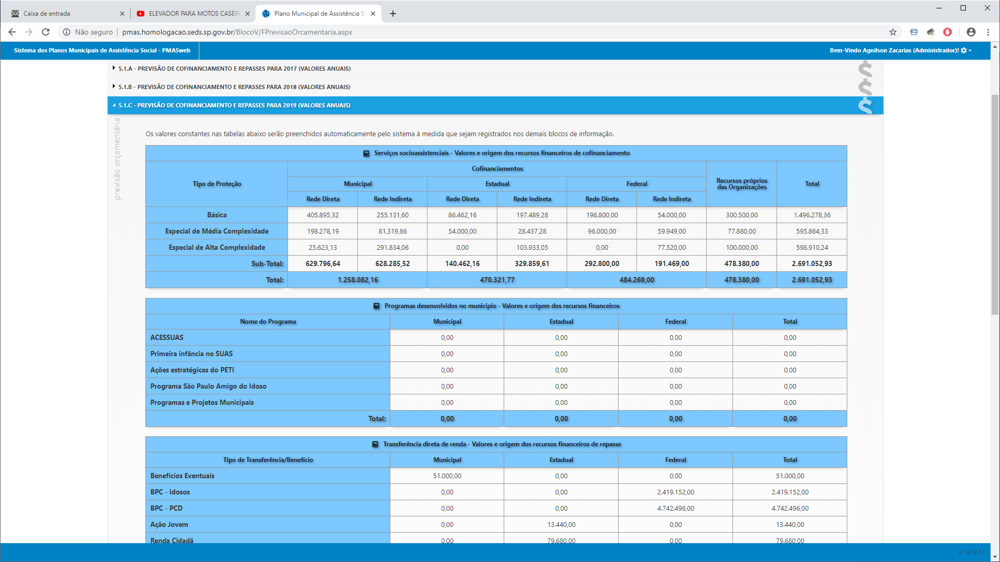 Caixa de entrada
ELEVADOR PARA MOTOS CASEIR
Plano Municipal de Assistência S
Não seguro
pmas.homologacao.seds.sp.gov.br/BlocoV/FPrevisaoOrcamentaria.aspx
Sistema dos Planos Municipais de Assistência Social - PMASweb
Bem-Vindo Agnilson Zacarias (Administrador)!
5.1.A - PREVISÃO DE COFINANCIAMENTO E REPASSES PARA 2017 (VALORES ANUAIS)
5.1.B - PREVISÃO DE COFINANCIAMENTO E REPASSES PARA 2018 (VALORES ANUAIS)
5.1.C - PREVISÃO DE COFINANCIAMENTO E REPASSES PARA 2019 (VALORES ANUAIS)
previsão orçamentária
Os valores constantes nas tabelas abaixo serão preenchidos automaticamente pelo sistema à medida que sejam registrados nos demais blocos de informação.
Serviços socioassistenciais - Valores e origem dos recursos financeiros de cofinanciamento
Tipo de Proteção Cofinanciamentos Recursos próprios das Organizações Total
Municipal Estadual Federal
Rede Direta Rede Indireta Rede Direta Rede Indireta Rede Direta Rede Indireta
Básica 405.895,32 255.131,60 86.462,16 197.489,28 196.800,00 54.000,00 300.500,00 1.496.278,36
Especial de Média Complexidade 198.278,19 81.319,86 54.000,00 28.437,28 96.000,00 59.949,00 77.880,00 595.864,33
Especial de Alta Complexidade 25.623,13 291.834,06 0,00 103.933,05 0,00 77.520,00 100.000,00 598.910,24
Sub-Total: 629.796,64 628.285,52 140.462,16 329.859,61 292.800,00 191.469,00 478.380,00 2.691.052,93
Total: 1.258.082,16 470.321,77 484.269,00 478.380,00 2.691.052,93
Programas desenvolvidos no município - Valores e origem dos recursos financeiros
Nome do Programa Municipal Estadual Federal Total
ACESSUAS 0,00 0,00 0,00 0,00
Primeira infância no SUAS 0,00 0,00 0,00 0,00
Ações estratégicas do PETI 0,00 0,00 0,00 0,00
Programa São Paulo Amigo do Idoso 0,00 0,00 0,00 0,00
Programas e Projetos Municipais 0,00 0,00 0,00 0,00
Total: 0,00 0,00 0,00 0,00
Transferência direta de renda - Valores e origem dos recursos financeiros de repasse
Tipo de Transferência/Benefício Municipal Estadual Federal Total
Benefícios Eventuais 51.000,00 0,00 0,00 51.000,00
BPC - Idosos 0,00 0,00 2.419.152,00 2.419.152,00
BPC - PCD 0,00 0,00 4.742.496,00 4.742.496,00
Ação Jovem 0,00 13.440,00 0,00 13.440,00
Renda Cidadã 0,00 79.680,00 0,00 79.680,00
V. 19.10.7.1